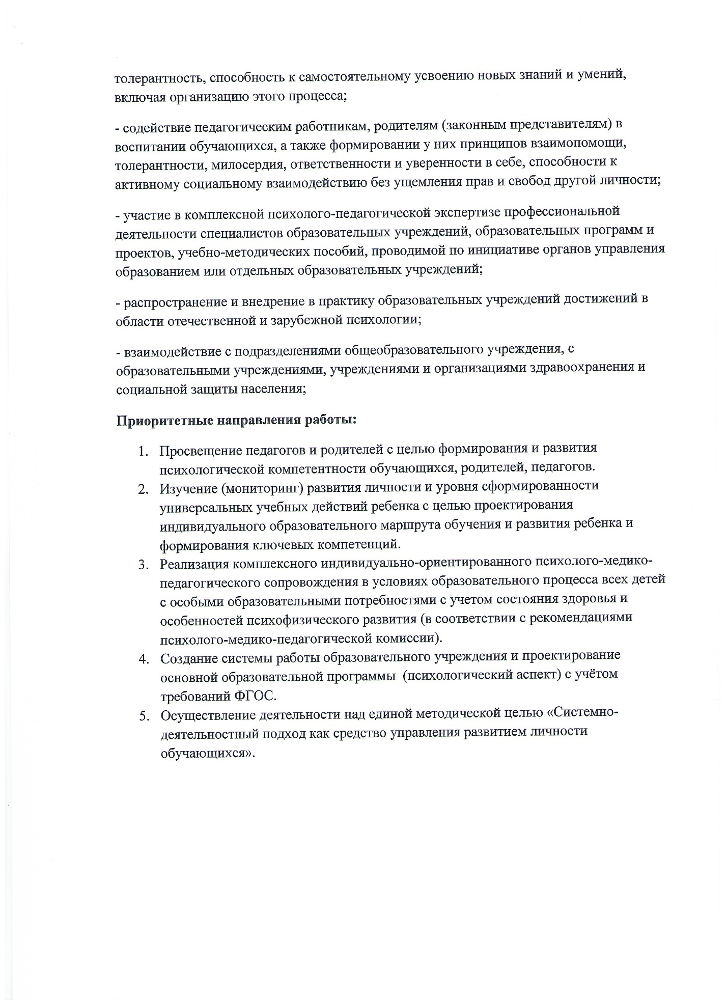 толерантность, способность к самостоятельному усвоению новых знаний и умений,
включая организацию этого процесса;
- содействие педагогическим работникам, родителям (законным представителям) в
воспитании обучающихся, а также формировании у них принципов взаимопомощи,
толерантности, милосердия, ответственности и уверенности в себе, способности к
активному социальному взаимодействию без ущемления прав и свобод другой личности;
- участие в комплексной психолого-педагогической экспертизе профессиональной
деятельности специалистов образовательных учреждений, образовательных программ и
проектов, учебно-методических пособий, проводимой по инициативе органов управления
образованием или отдельных образовательных учреждений;
- распространение и внедрение в практику образовательных учреждений достижений в
области отечественной и зарубежной психологии;
- взаимодействие с подразделениями общеобразовательного учреждения, с
образовательными учреждениями, учреждениями и организациями здравоохранения и
социальной защиты населения;
Приоритетные направления работы:
1. Просвещение педагогов и родителей с целью формирования и развития
психологической компетентности обучающихся, родителей, педагогов.
2. Изучение (мониторинг) развития личности и уровня сформированности
универсальных учебных действий ребенка с целью проектирования
индивидуального образовательного маршрута обучения и развития ребенка и
формирования ключевых компетенций.
3. Реализация комплексного индивидуально-ориентированного психолого-медико-
педагогического сопровождения в условиях образовательного процесса всех детей
с особыми образовательными потребностями с учетом состояния здоровья и
особенностей психофизического развития (в соответствии с рекомендациями
психолого-медико-педагогической комиссии).
4. Создание системы работы образовательного учреждения и проектирование
основной образовательной программы (психологический аспект) с учётом
требований ФГОС.
5. Осуществление деятельности над единой методической целью «Системно-
деятельностный подход как средство управления развитием личности
обучающихся».